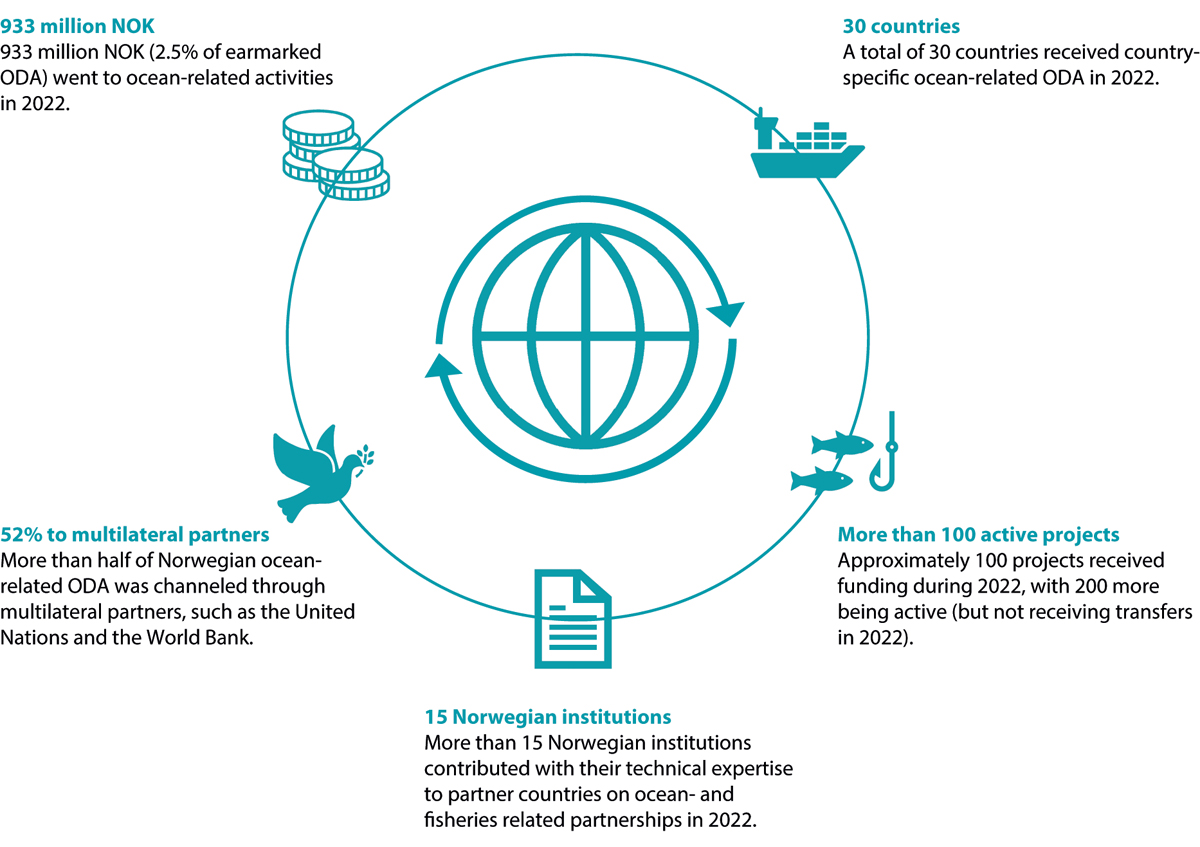 933 million NOK
933 million NOK (2.5% of earmarked
ODA) went to ocean-related activities
in 2022.
30 countries
A total of 30 countries received country-
specific ocean-related ODA in 2022.
52% to multilateral partners
More than half of Norwegian ocean-
related ODA was channeled through
multilateral partners, such as the United
Nations and the World Bank.
More than 100 active projects
Approximately 100 projects received
funding during 2022, with 200 more
being active (but not receiving transfers
in 2022).
15 Norwegian institutions
More than 15 Norwegian institutions
contributed with their technical expertise
to partner countries on ocean- and
fisheries related partnerships in 2022.